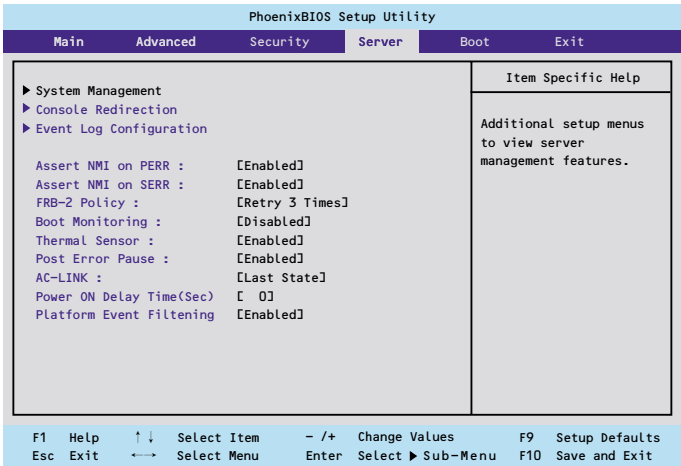 PhoenixBIOS Setup Utility
Main Advanced Security Server Boot Exit
▶ System Management
▶ Console Redirection
▶ Event Log Configuration
Assert NMI on PERR : [Enabled]
Assert NMI on SERR : [Enabled]
FRB-2 Policy : [Retry 3 Times]
Boot Monitoring : [Disabled]
Thermal Sensor : [Enabled]
Post Error Pause : [Enabled]
AC-LINK : [Last State]
Power ON Delay Time(Sec) [ 0]
Platform Event Filtening [Enabled]
Item Specific Help
Additional setup menus
to view server
management features.
F1 Help ↑↓ Select Item - /+ Change Values F9 Setup Defaults
Esc Exit ←→ Select Menu Enter Select ▶ Sub-Menu F10 Save and Exit